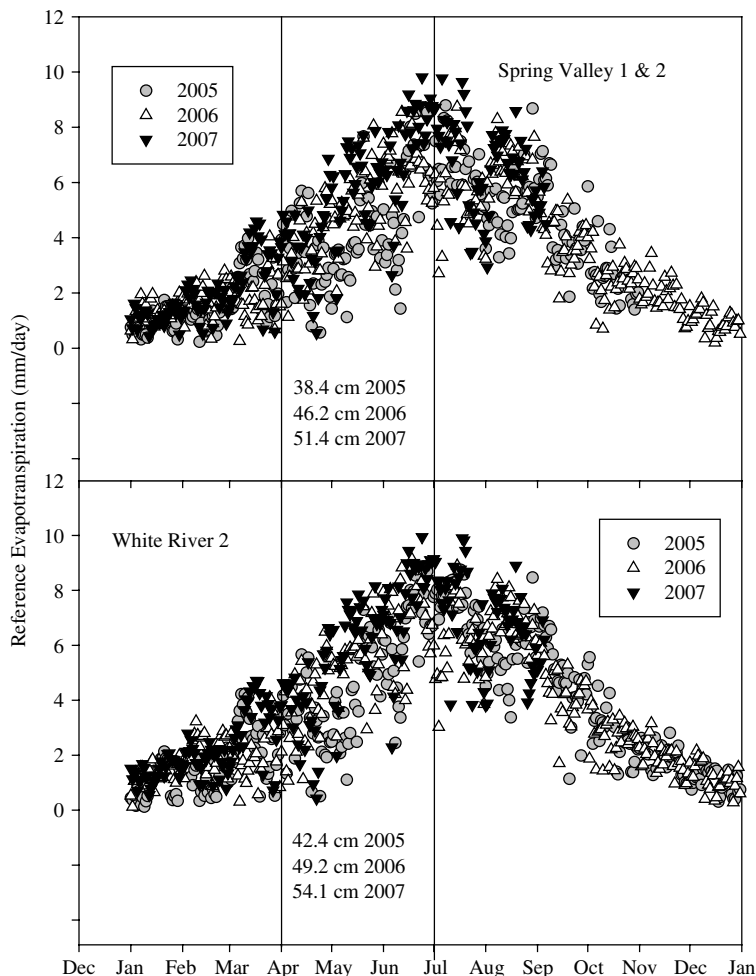 Reference Evapotranspiration (mm/day)
12
10
8
6
4
2
0
2005
2006
2007
Spring Valley 1 & 2
38.4 cm 2005
46.2 cm 2006
51.4 cm 2007
12
10
8
6
4
2
0
White River 2
2005
2006
2007
42.4 cm 2005
49.2 cm 2006
54.1 cm 2007
Dec Jan Feb Mar Apr May Jun Jul Aug Sep Oct Nov Dec Jan